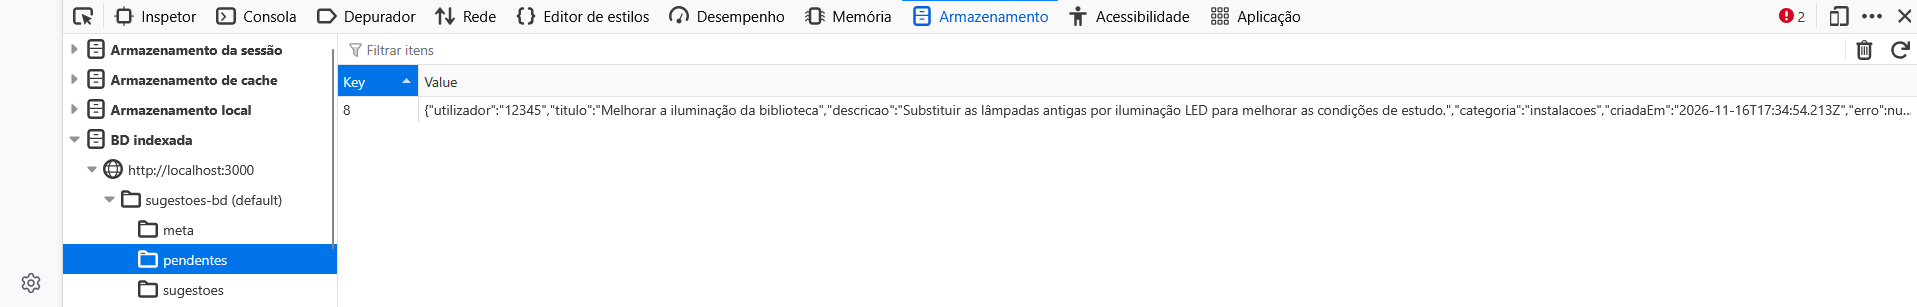 Inspetor Consola Depurador Rede Editor de estilos Desempenho Memória Armazenamento Acessibilidade Aplicação 2
Armazenamento da sessão
Armazenamento de cache
Armazenamento local
BD indexada
http://localhost:3000
sugestoes-bd (default)
meta
pendentes
sugestoes
Filtrar itens
Key Value
8 {"utilizador":"12345","titulo":"Melhorar a iluminação da biblioteca","descricao":"Substituir as lâmpadas antigas por iluminação LED para melhorar as condições de estudo.","categoria":"instalacoes","criadaEm":"2026-11-16T17:34:54.213Z","erro":nu...